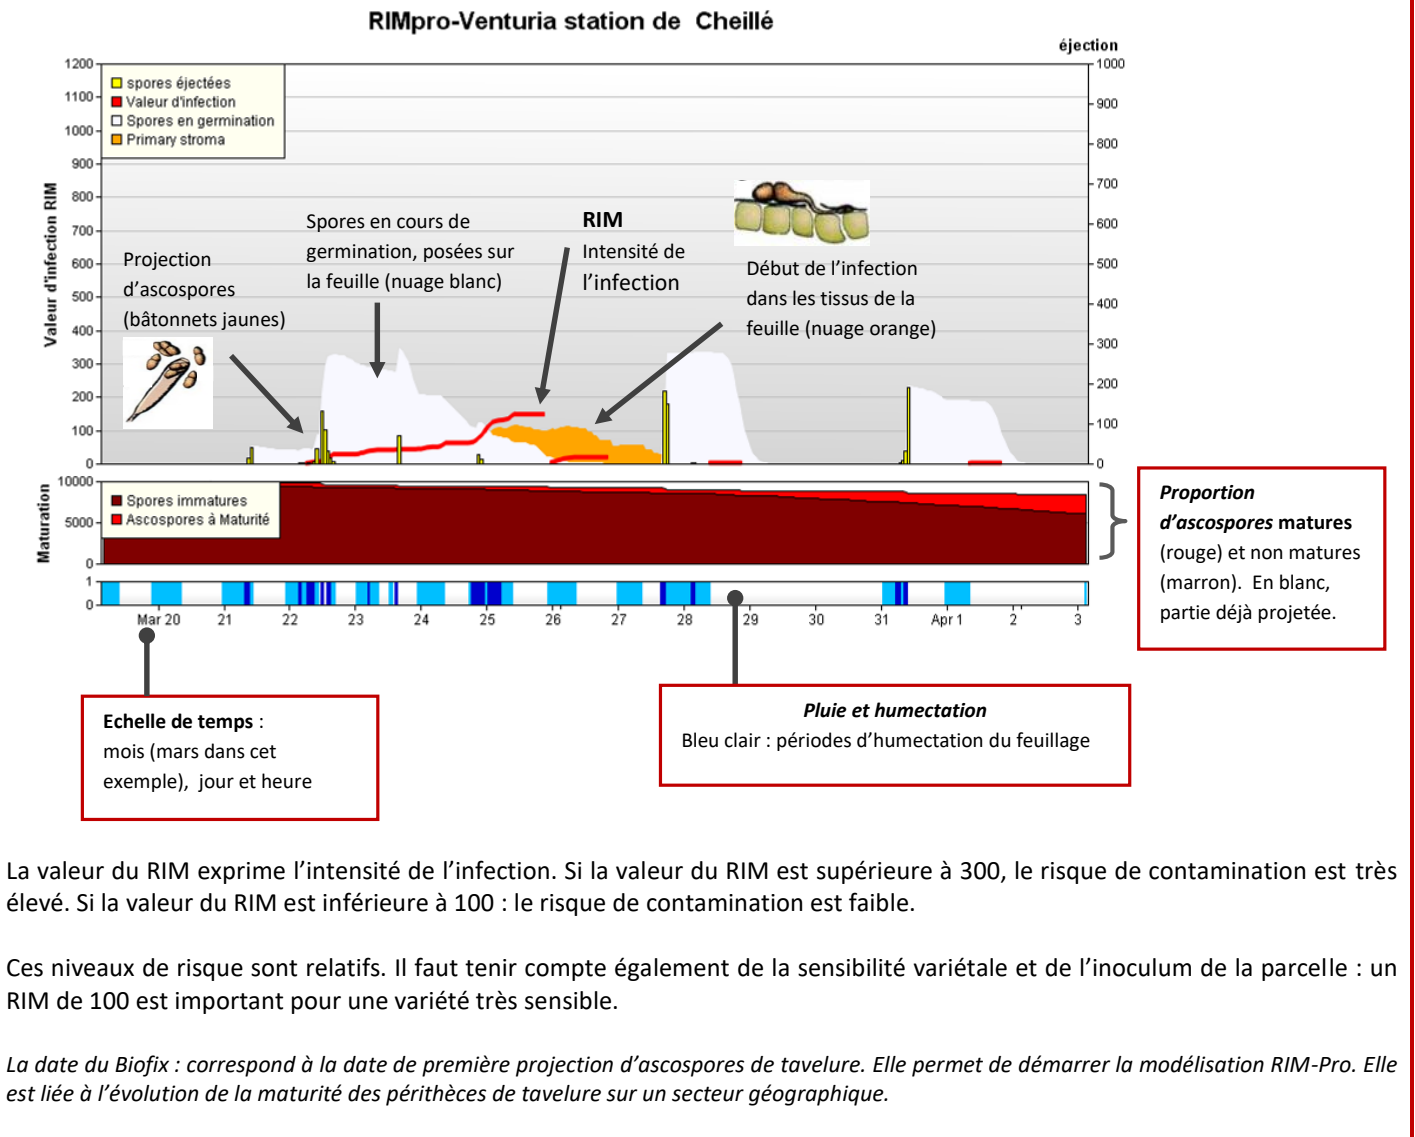 RIMpro-Venturia station de Cheillé
éjection
Valeur d'infection RIM
1200
1100
1000
900
800
700
600
500
400
300
200
100
0
1000
900
800
700
600
500
400
300
200
100
0
spores éjectées
Valeur d'infection
Spores en germination
Primary stroma
Projection
d'ascospores
(bâtonnets jaunes)
Spores en cours de
germination, posées sur
la feuille (nuage blanc)
RIM
Intensité de
l'infection
Début de l'infection
dans les tissus de la
feuille (nuage orange)
Maturation
10000
5000
0
Spores immatures
Ascospores à Maturité
1
0
Mar 20 21 22 23 24 25 26 27 28 29 30 31 Apr 1 2 3
Proportion
d'ascospores matures
(rouge) et non matures
(marron). En blanc,
partie déjà projetée.
Echelle de temps :
mois (mars dans cet
exemple), jour et heure
Pluie et humectation
Bleu clair : périodes d'humectation du feuillage
La valeur du RIM exprime l'intensité de l'infection. Si la valeur du RIM est supérieure à 300, le risque de contamination est très
élevé. Si la valeur du RIM est inférieure à 100 : le risque de contamination est faible.
Ces niveaux de risque sont relatifs. Il faut tenir compte également de la sensibilité variétale et de l'inoculum de la parcelle : un
RIM de 100 est important pour une variété très sensible.
La date du Biofix : correspond à la date de première projection d'ascospores de tavelure. Elle permet de démarrer la modélisation RIM-Pro. Elle
est liée à l'évolution de la maturité des périthèces de tavelure sur un secteur géographique.